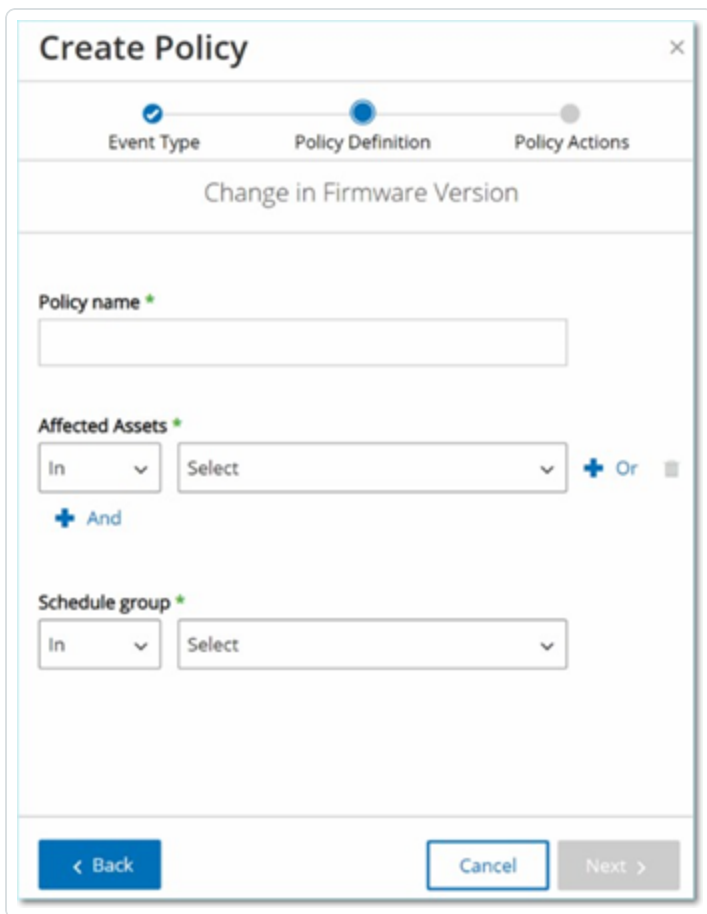 Create Policy
Event Type Policy Definition Policy Actions
Change in Firmware Version
Policy name *
Affected Assets *
In Select Or
And
Schedule group *
In Select
Back Cancel Next